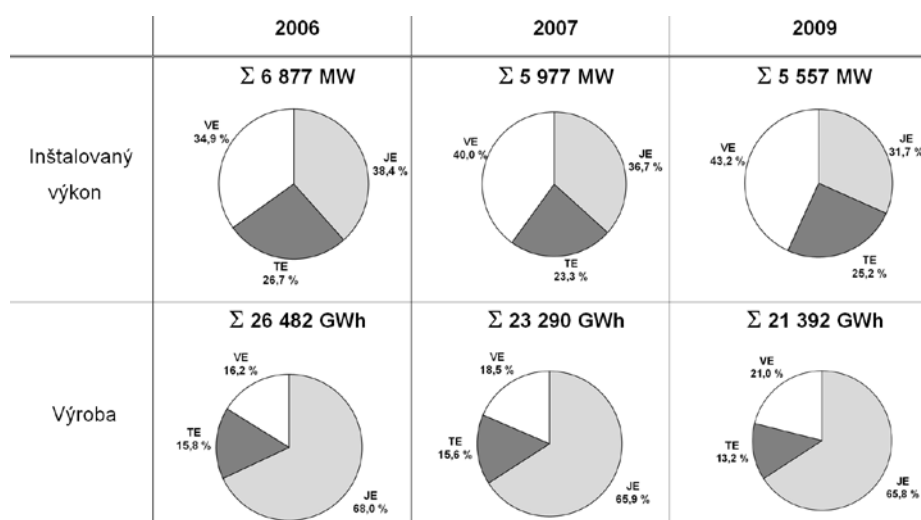 2006
2007
2009
Inštalovaný
výkon
Σ 6 877 MW
VE
34,9 %
JE
38,4 %
TE
26,7 %
Σ 5 977 MW
VE
40,0 %
JE
36,7 %
TE
23,3 %
Σ 5 557 MW
VE
43,2 %
JE
31,7 %
TE
25,2 %
Výroba
Σ 26 482 GWh
VE
16,2 %
TE
15,8 %
JE
68,0 %
Σ 23 290 GWh
VE
18,5 %
TE
15,6 %
JE
65,9 %
Σ 21 392 GWh
VE
21,0 %
TE
13,2 %
JE
65,8 %